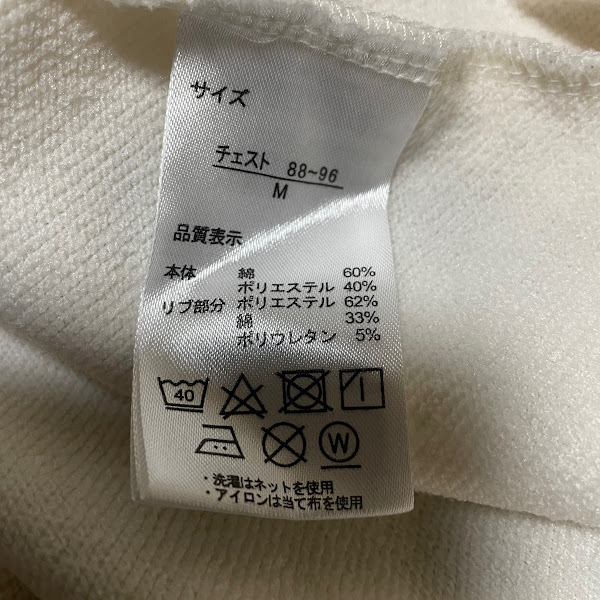 サイズ
チェスト 88~96
M
品質表示
本体 綿 60%
ポリエステル 40%
リブ部分 ポリエステル 62%
綿 33%
ポリウレタン 5%
40
W
・洗濯はネットを使用
・アイロンは当て布を使用